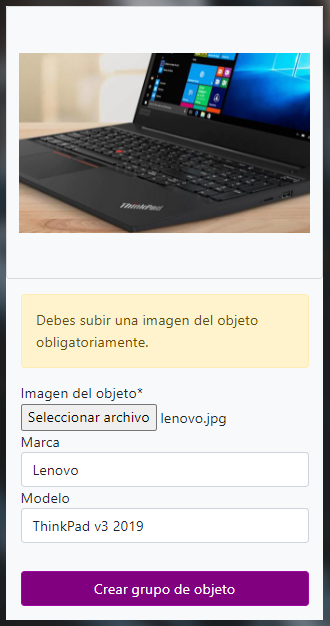 ThinkPad
Debes subir una imagen del objeto
obligatoriamente.
Imagen del objeto*
Seleccionar archivo lenovo.jpg
Marca
Lenovo
Modelo
ThinkPad v3 2019
Crear grupo de objeto